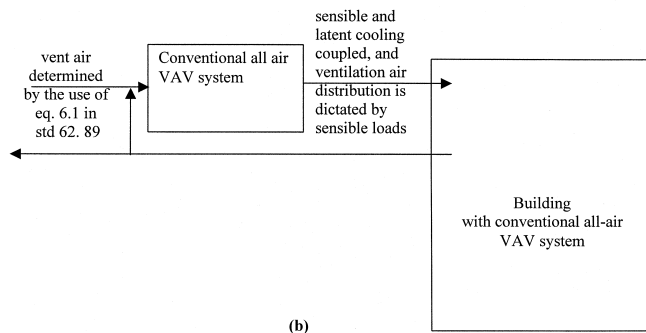 vent air
determined
by the use of
eq. 6.1 in
std 62. 89
Conventional all air
VAV system
sensible and
latent cooling
coupled, and
ventilation air
distribution is
dictated by
sensible loads
Building
with conventional all-air
VAV system
(b)